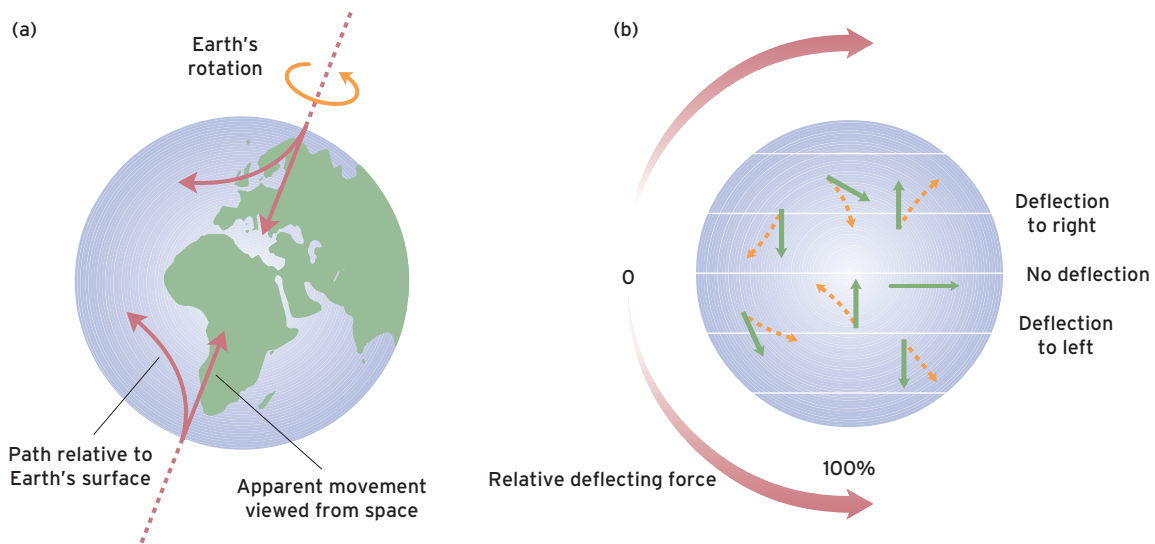 (a)
Earth's
rotation
Path relative to
Earth's surface
Apparent movement
viewed from space
(b)
Deflection
to right
0
No deflection
Deflection
to left
Relative deflecting force
100%